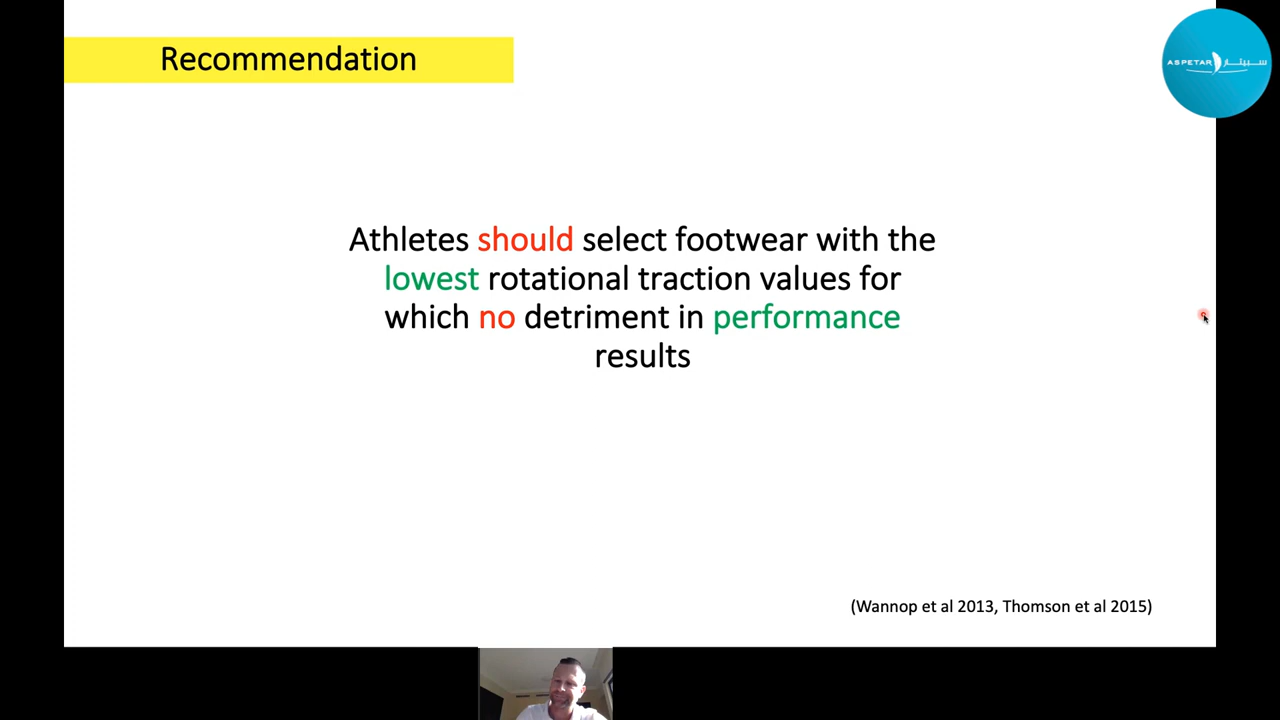 Recommendation
ASPETAR سبيتار
Athletes should select footwear with the
lowest rotational traction values for
which no detriment in performance
results
(Wannop et al 2013, Thomson et al 2015)